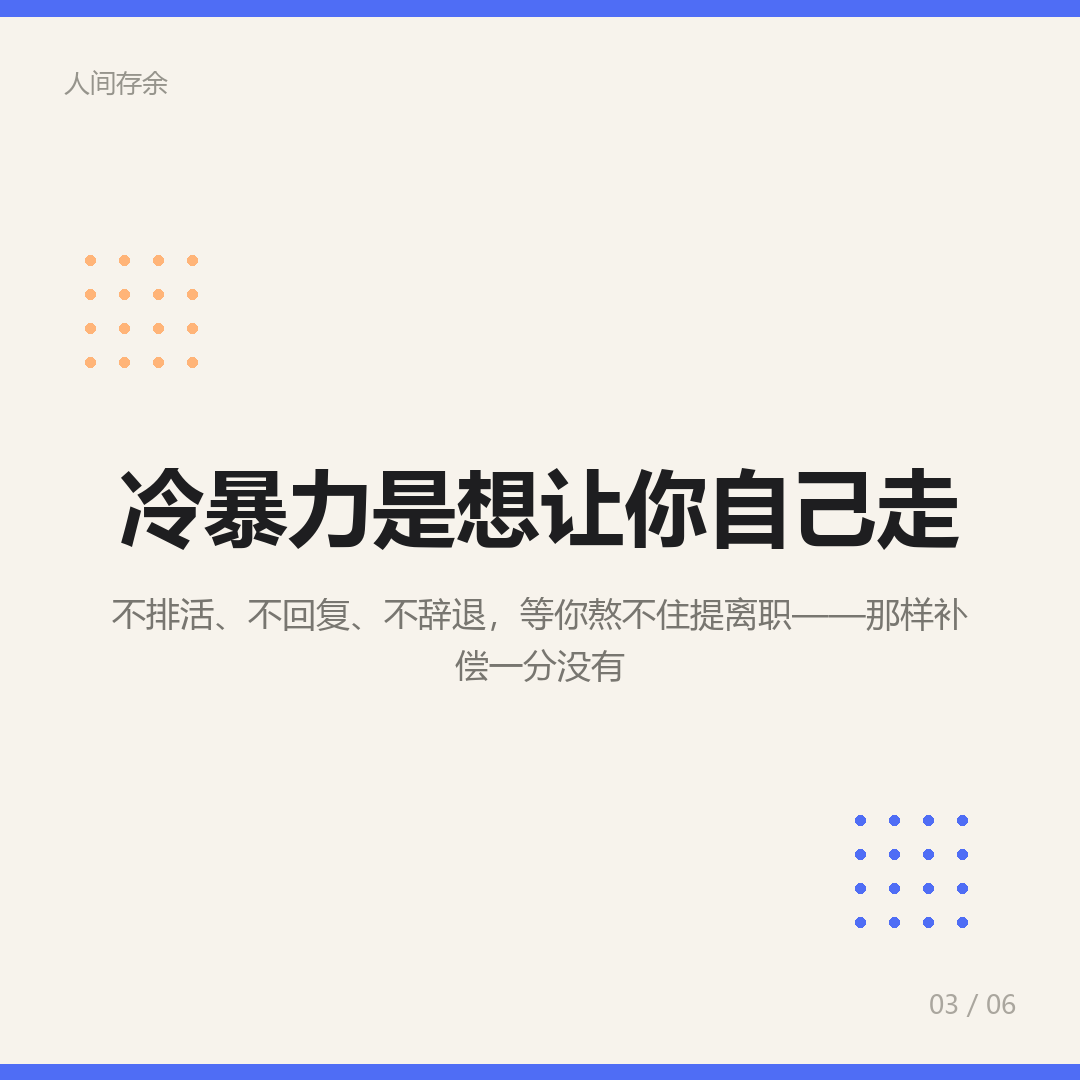 人间存余
冷暴力是想让你自己走
不排活、不回复、不辞退，等你熬不住提离职——那样补
偿一分没有
03 / 06